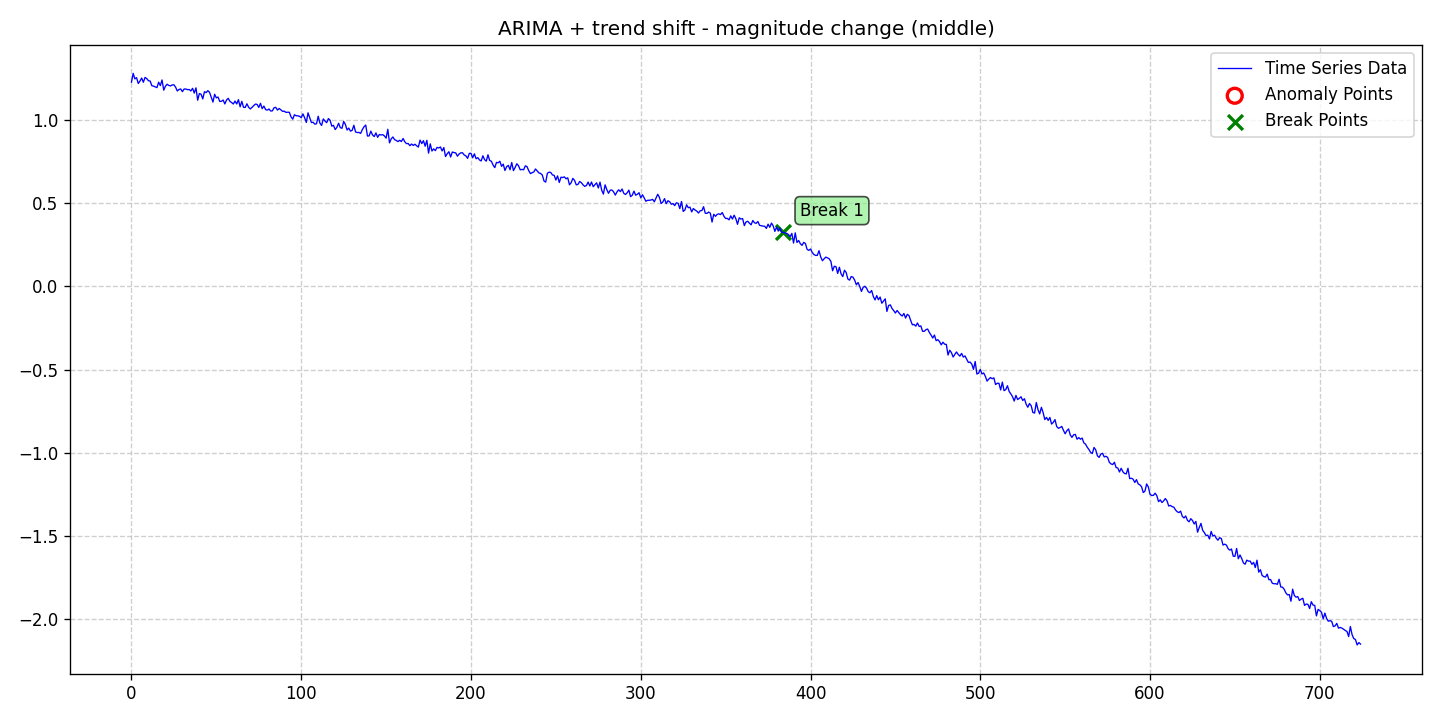 ARIMA + trend shift - magnitude change (middle)
Time Series Data
Anomaly Points
Break Points
Break 1
1.0
0.5
0.0
−0.5
−1.0
−1.5
−2.0
0 100 200 300 400 500 600 700